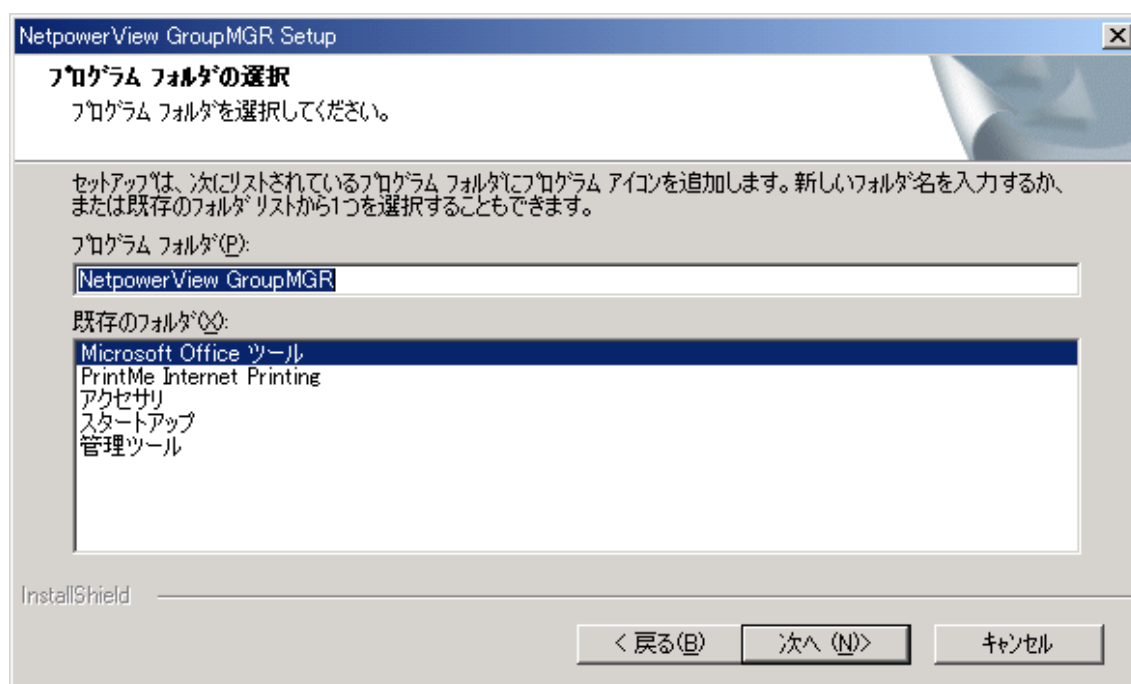 NetpowerView GroupMGR Setup
ﾌﾟﾛｸﾞﾗﾑ ﾌｫﾙﾀﾞの選択
ﾌﾟﾛｸﾞﾗﾑ ﾌｫﾙﾀﾞを選択してください。
ｾｯﾄｱｯﾌﾟは、次にﾘｽﾄされているﾌﾟﾛｸﾞﾗﾑ ﾌｫﾙﾀﾞにﾌﾟﾛｸﾞﾗﾑ ｱｲｺﾝを追加します。新しいﾌｫﾙﾀﾞ名を入力するか、
または既存のﾌｫﾙﾀﾞ ﾘｽﾄから1つを選択することもできます。
ﾌﾟﾛｸﾞﾗﾑ ﾌｫﾙﾀﾞ(P):
NetpowerView GroupMGR
既存のﾌｫﾙﾀﾞ(X):
Microsoft Office ツール
PrintMe Internet Printing
アクセサリ
スタートアップ
管理ツール
InstallShield
< 戻る(B) 次へ (N)> ｷｬﾝｾﾙ